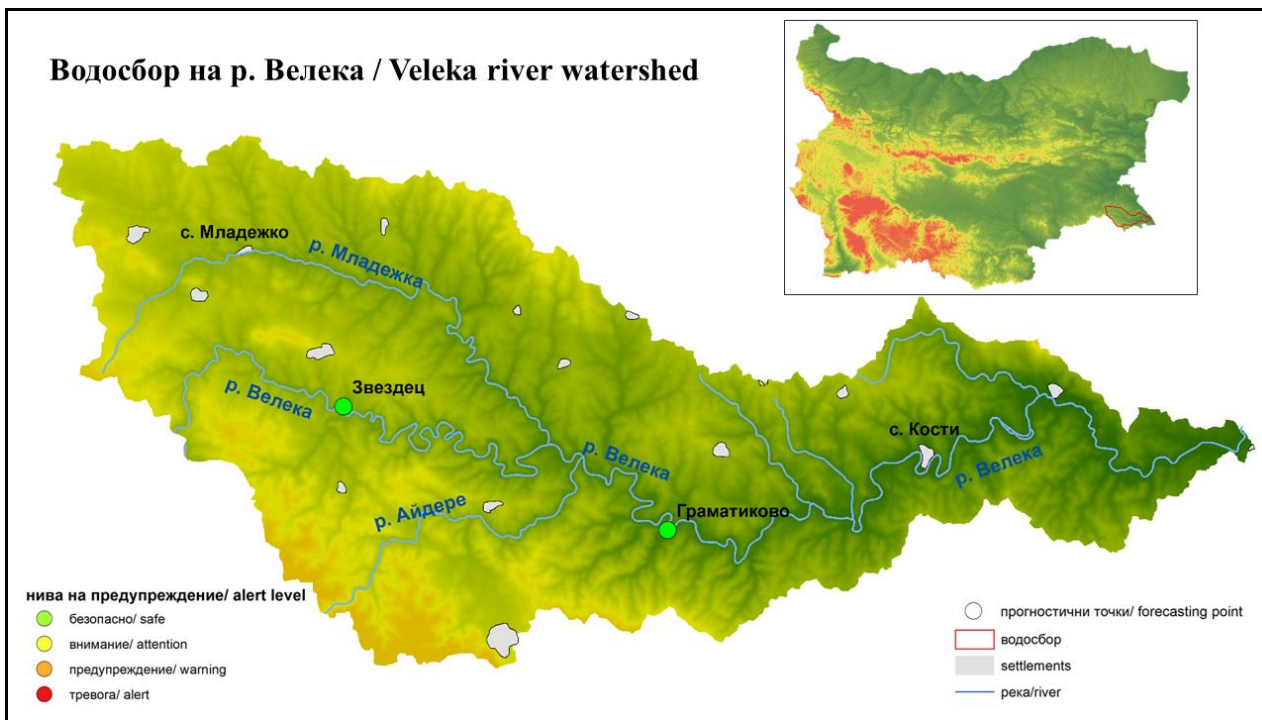 Водосбор на р. Велека / Veleka river watershed
с. Младежко
р. Младежка
Звездец
р. Велека
р. Велека
с. Кости
р. Велека
р. Айдере
Граматиково
нива на предупреждение/ alert level
безопасно/ safe
внимание/ attention
предупреждение/ warning
тревога/ alert
прогностични точки/ forecasting point
водосбор
settlements
река/river